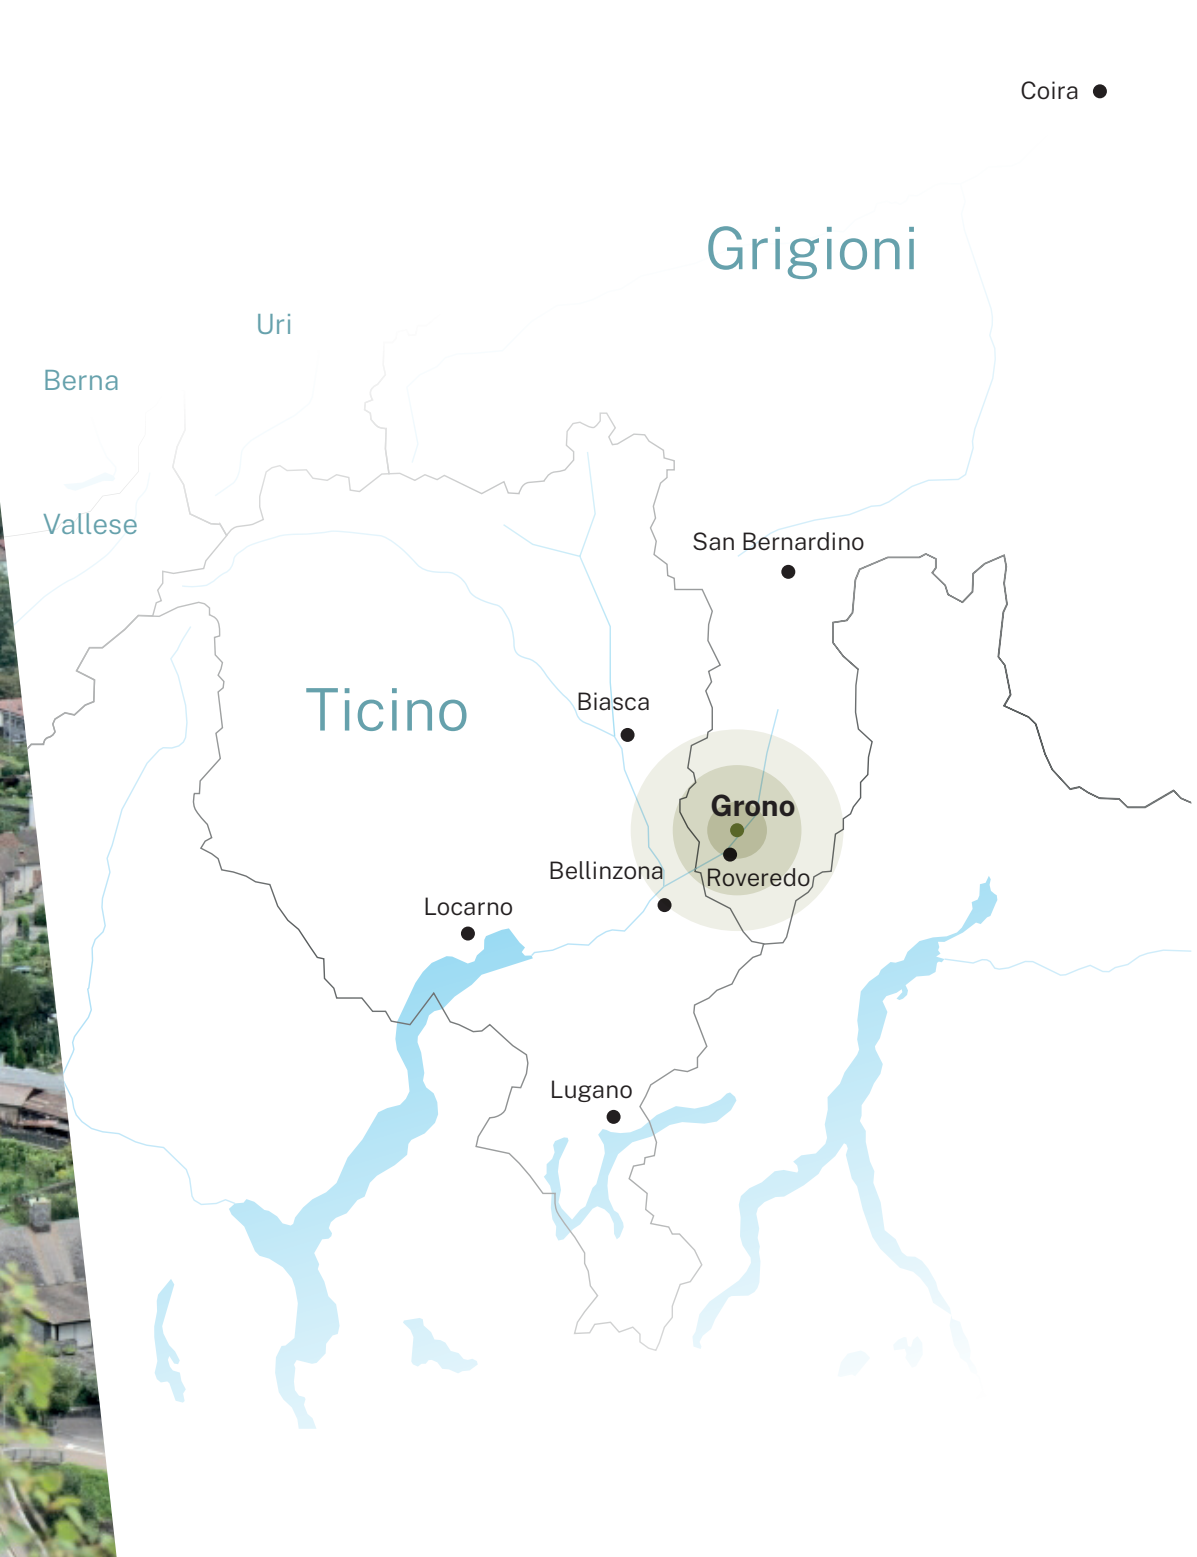 Coira
Grigioni
Uri
Berna
Vallese
San Bernardino
Ticino
Biasca
Grono
Bellinzona
Roveredo
Locarno
Lugano